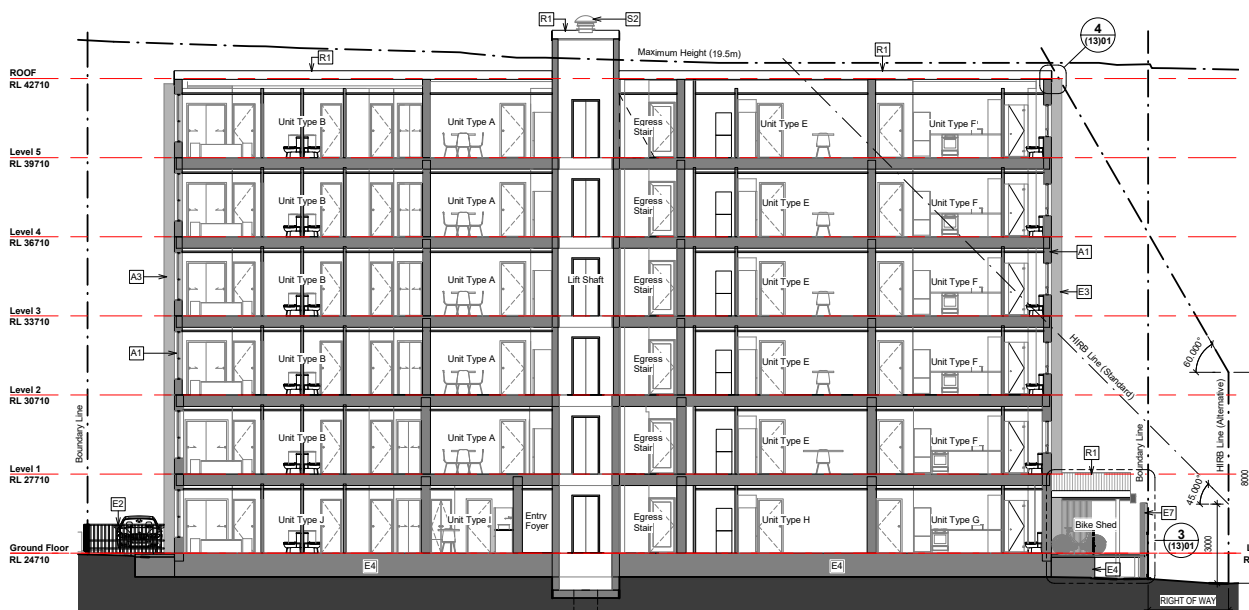 R1
S2
4
(13)01
Maximum Height (19.5m)
R1
R1
ROOF
RL 42710
Unit Type B
Unit Type A
Egress
Stair
Unit Type E
Unit Type F
Level 5
RL 39710
Unit Type B
Unit Type A
Egress
Stair
Unit Type E
Unit Type F
Level 4
RL 36710
A3
Unit Type B
Unit Type A
Lift Shaft
Egress
Stair
Unit Type E
Unit Type F
A1
E3
Level 3
RL 33710
A1
Unit Type B
Unit Type A
Egress
Stair
Unit Type E
Unit Type F
HIRB Line (Standard)
60.000°
Level 2
RL 30710
Boundary Line
Unit Type B
Unit Type A
Egress
Stair
Unit Type E
Unit Type F
Boundary Line
HIRB Line (Alternative)
8000
R1
45.000°
Level 1
RL 27710
E2
Unit Type J
Unit Type I
Entry
Foyer
Egress
Stair
Unit Type H
Unit Type G
Bike Shed
E7
3
(13)01
3000
Ground Floor
RL 24710
E4
E4
E4
RIGHT OF WAY